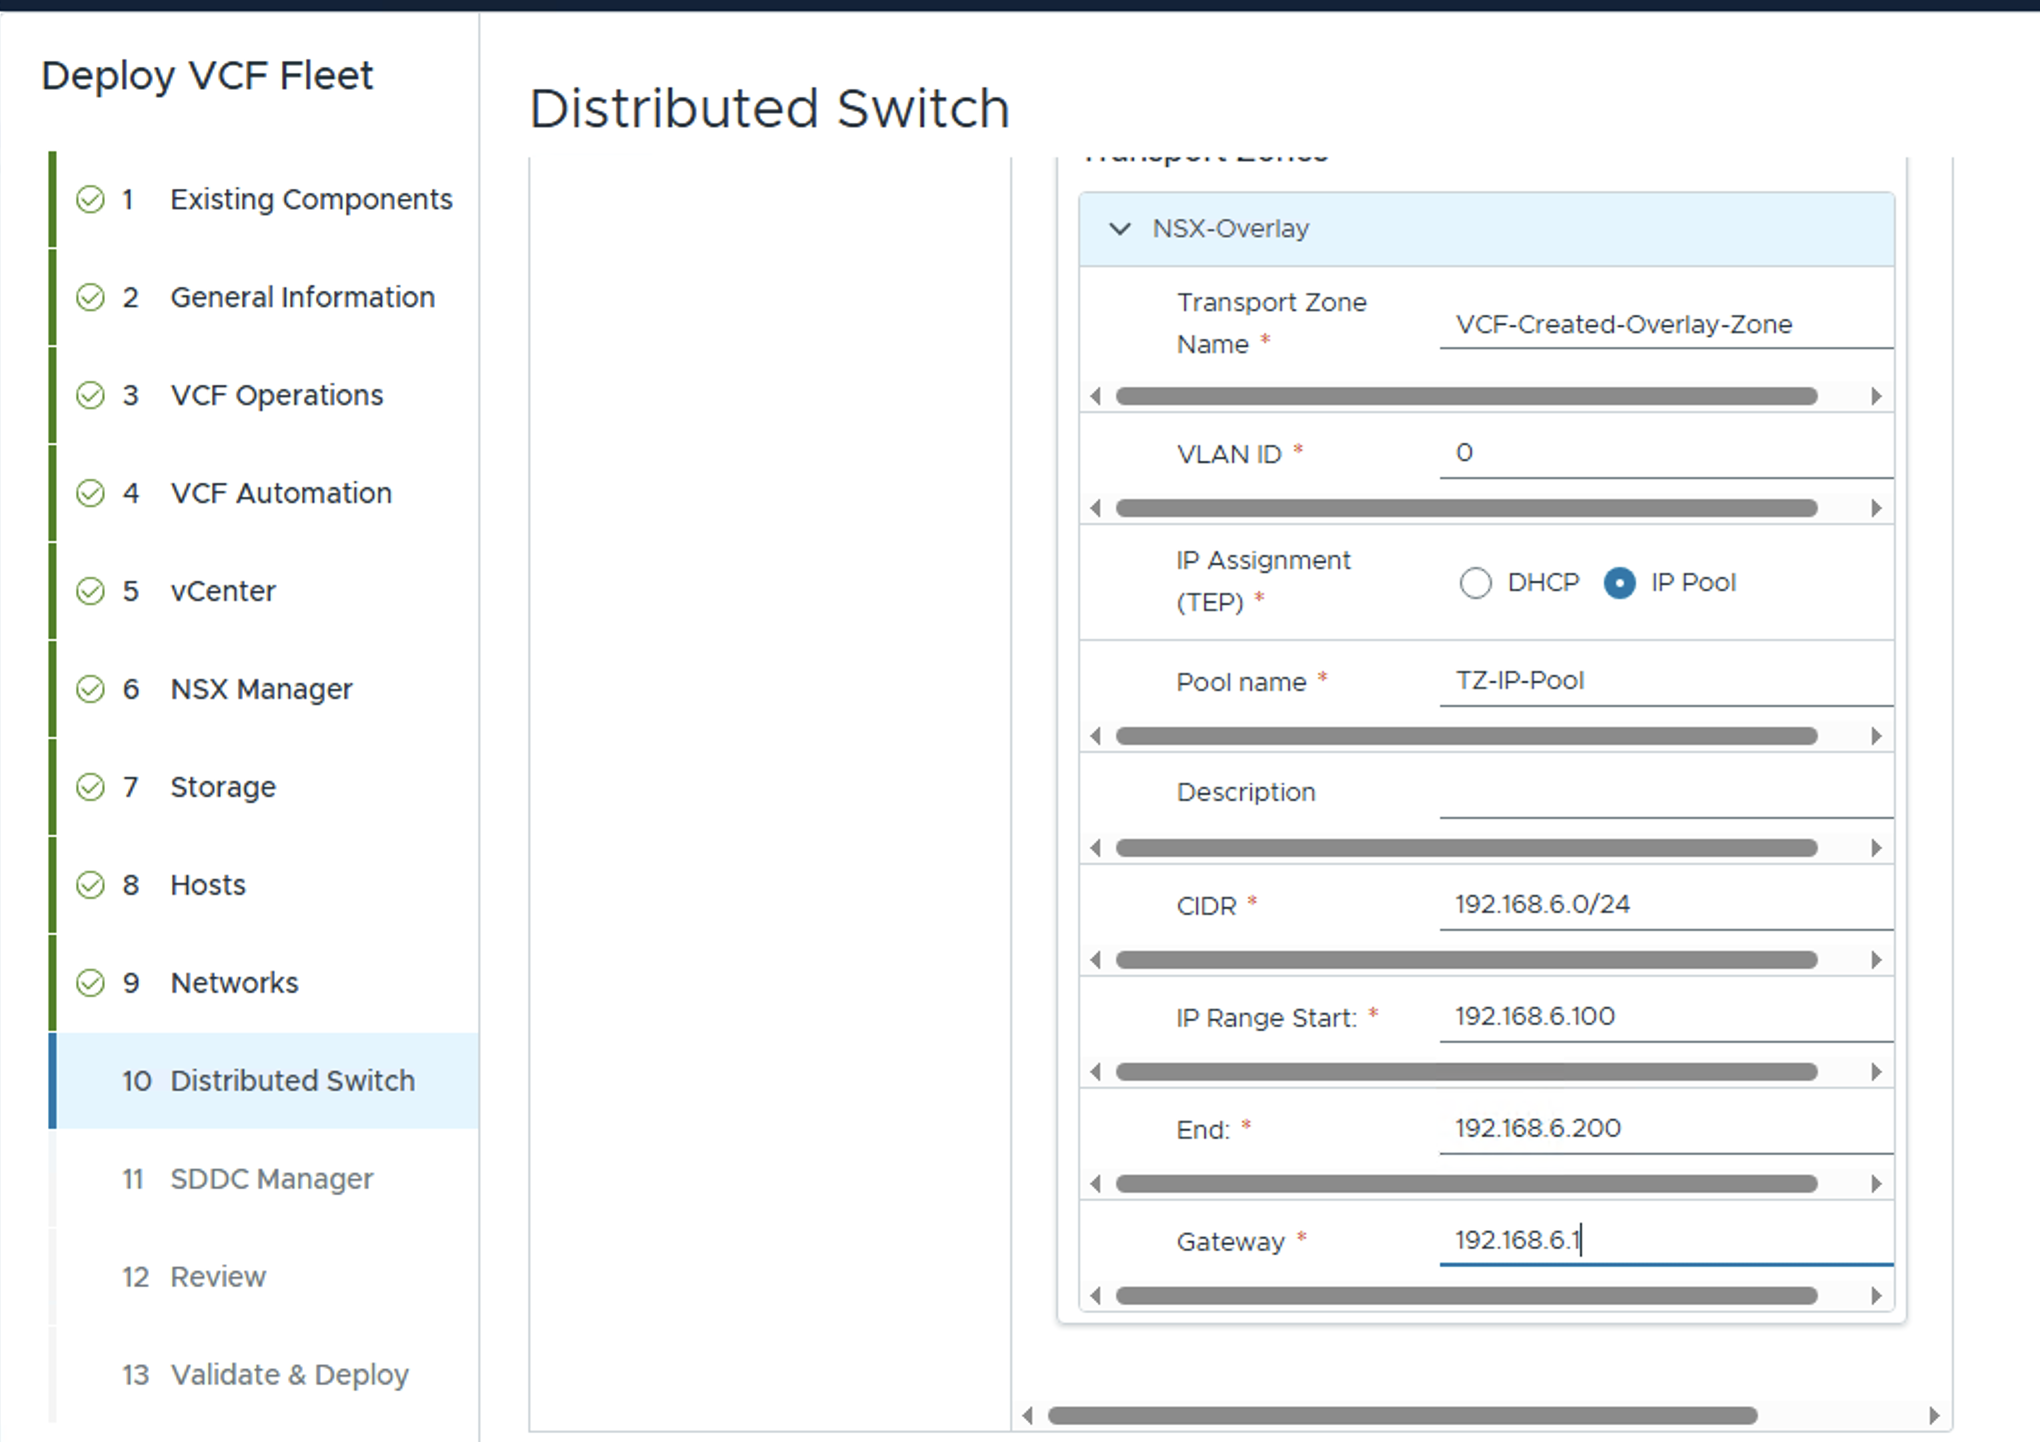 Deploy VCF Fleet
1 Existing Components
2 General Information
3 VCF Operations
4 VCF Automation
5 vCenter
6 NSX Manager
7 Storage
8 Hosts
9 Networks
10 Distributed Switch
11 SDDC Manager
12 Review
13 Validate & Deploy
Distributed Switch
Transport Zones
NSX-Overlay
Transport Zone
Name * VCF-Created-Overlay-Zone
VLAN ID * 0
IP Assignment
(TEP) * DHCP IP Pool
Pool name * TZ-IP-Pool
Description
CIDR * 192.168.6.0/24
IP Range Start: * 192.168.6.100
End: * 192.168.6.200
Gateway * 192.168.6.1